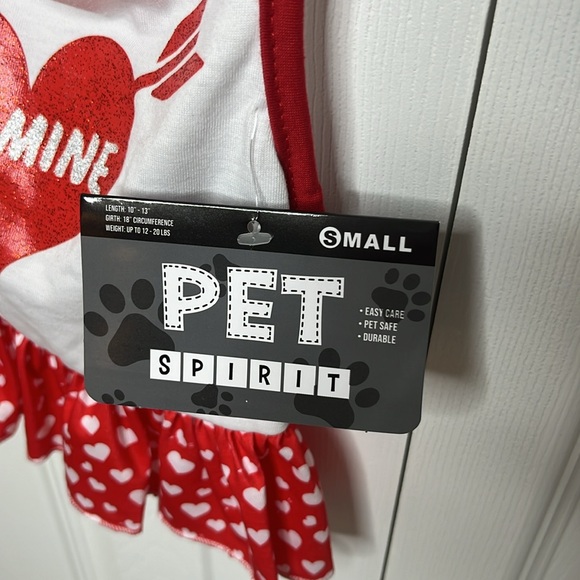 MINE
LENGTH: 10" - 13"
GIRTH: 18" CIRCUMFERENCE
WEIGHT: UP TO 12 - 20 LBS
SMALL
PET
SPIRIT
• EASY CARE
• PET SAFE
• DURABLE